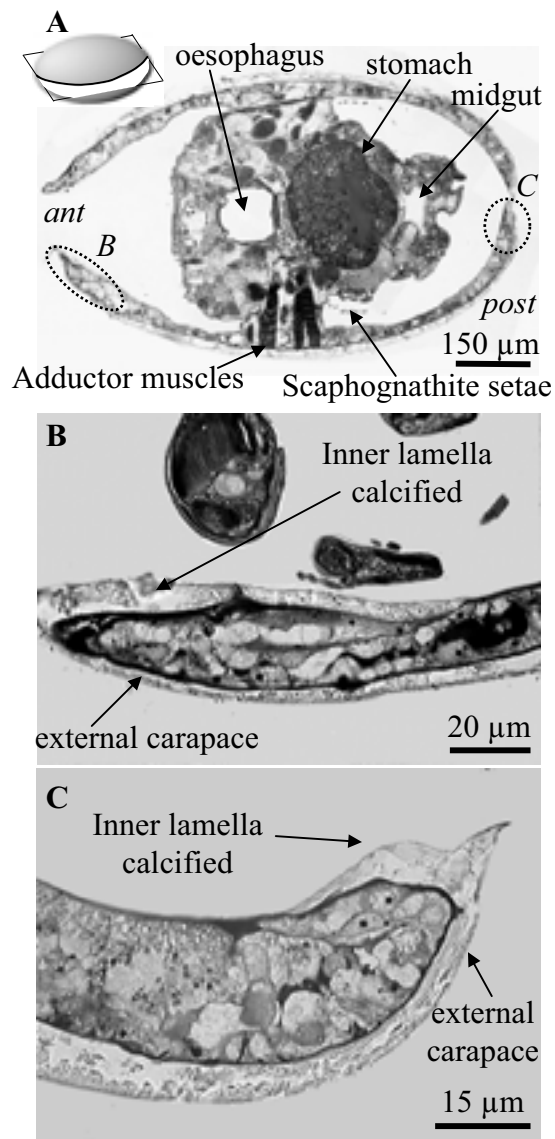 A
oesophagus
stomach
midgut
ant
B
C
post
150 µm
Adductor muscles
Scaphognathite setae
B
Inner lamella
calcified
external carapace
20 µm
C
Inner lamella
calcified
external
carapace
15 µm